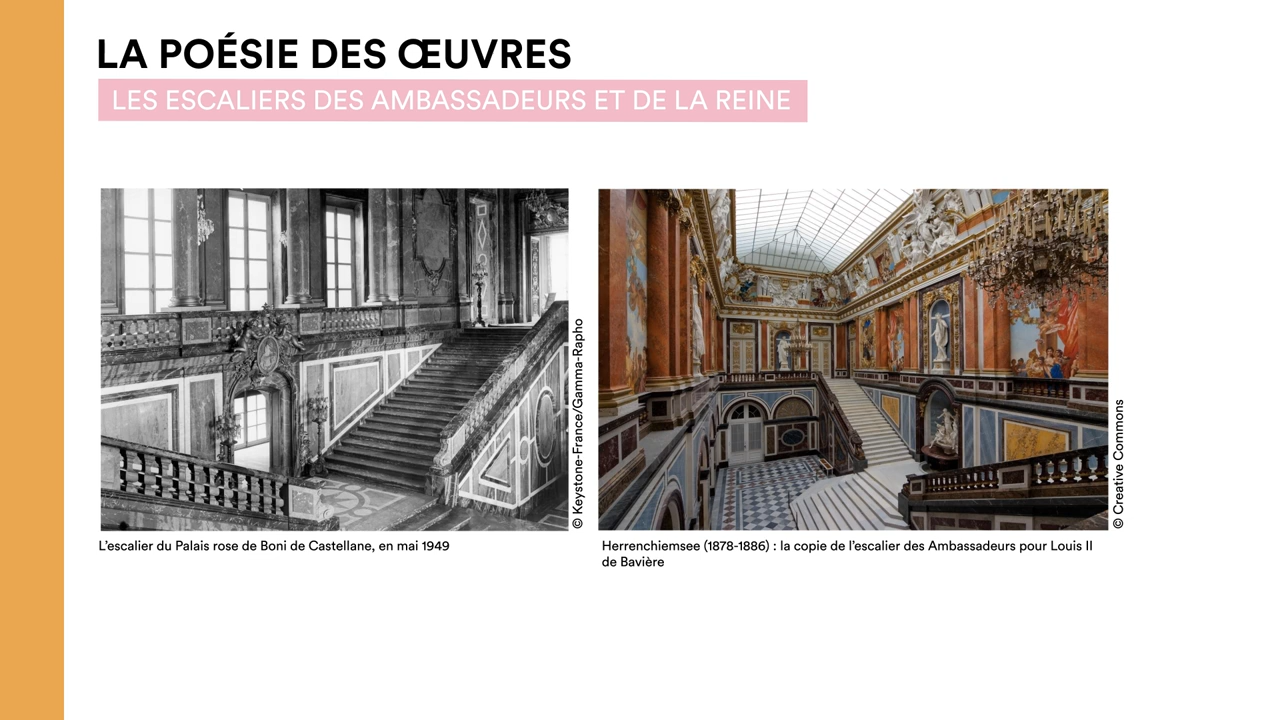 LA POÉSIE DES ŒUVRES
LES ESCALIERS DES AMBASSADEURS ET DE LA REINE
© Keystone-France/Gamma-Rapho
L’escalier du Palais rose de Boni de Castellane, en mai 1949
© Creative Commons
Herrenchiemsee (1878-1886) : la copie de l’escalier des Ambassadeurs pour Louis II
de Bavière